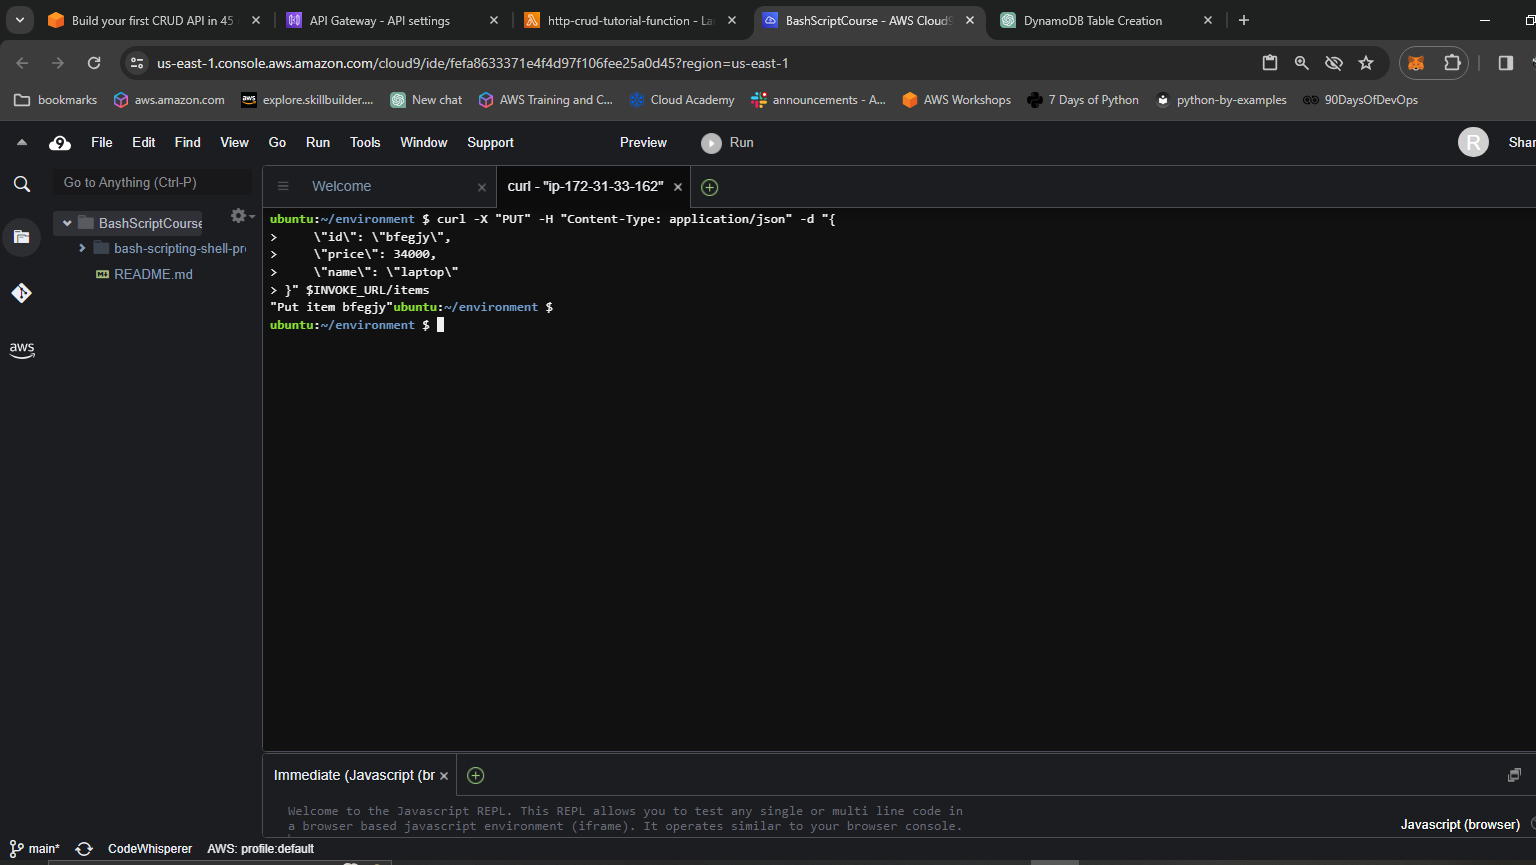 Build your first CRUD API in 45
API Gateway - API settings
http-crud-tutorial-function - La
BashScriptCourse - AWS Cloud9
DynamoDB Table Creation
us-east-1.console.aws.amazon.com/cloud9/ide/fefa8633371e4f4d97f106fee25a0d45?region=us-east-1
bookmarks
aws.amazon.com
explore.skillbuilder....
New chat
AWS Training and C...
Cloud Academy
announcements - A...
AWS Workshops
7 Days of Python
python-by-examples
90DaysOfDevOps
File Edit Find View Go Run Tools Window Support Preview Run
R
Shar
Go to Anything (Ctrl-P)
Welcome
curl - "ip-172-31-33-162"
BashScriptCourse
bash-scripting-shell-pr
README.md
aws
ubuntu:~/environment $ curl -X "PUT" -H "Content-Type: application/json" -d "{
>     \"id\": \"bfegjy\",
>     \"price\": 34000,
>     \"name\": \"laptop\"
> }" $INVOKE_URL/items
"Put item bfegjy"ubuntu:~/environment $
ubuntu:~/environment $
Immediate (Javascript (br
Welcome to the Javascript REPL. This REPL allows you to test any single or multi line code in
a browser based javascript environment (iframe). It operates similar to your browser console.
Javascript (browser)
main*
CodeWhisperer
AWS: profile:default